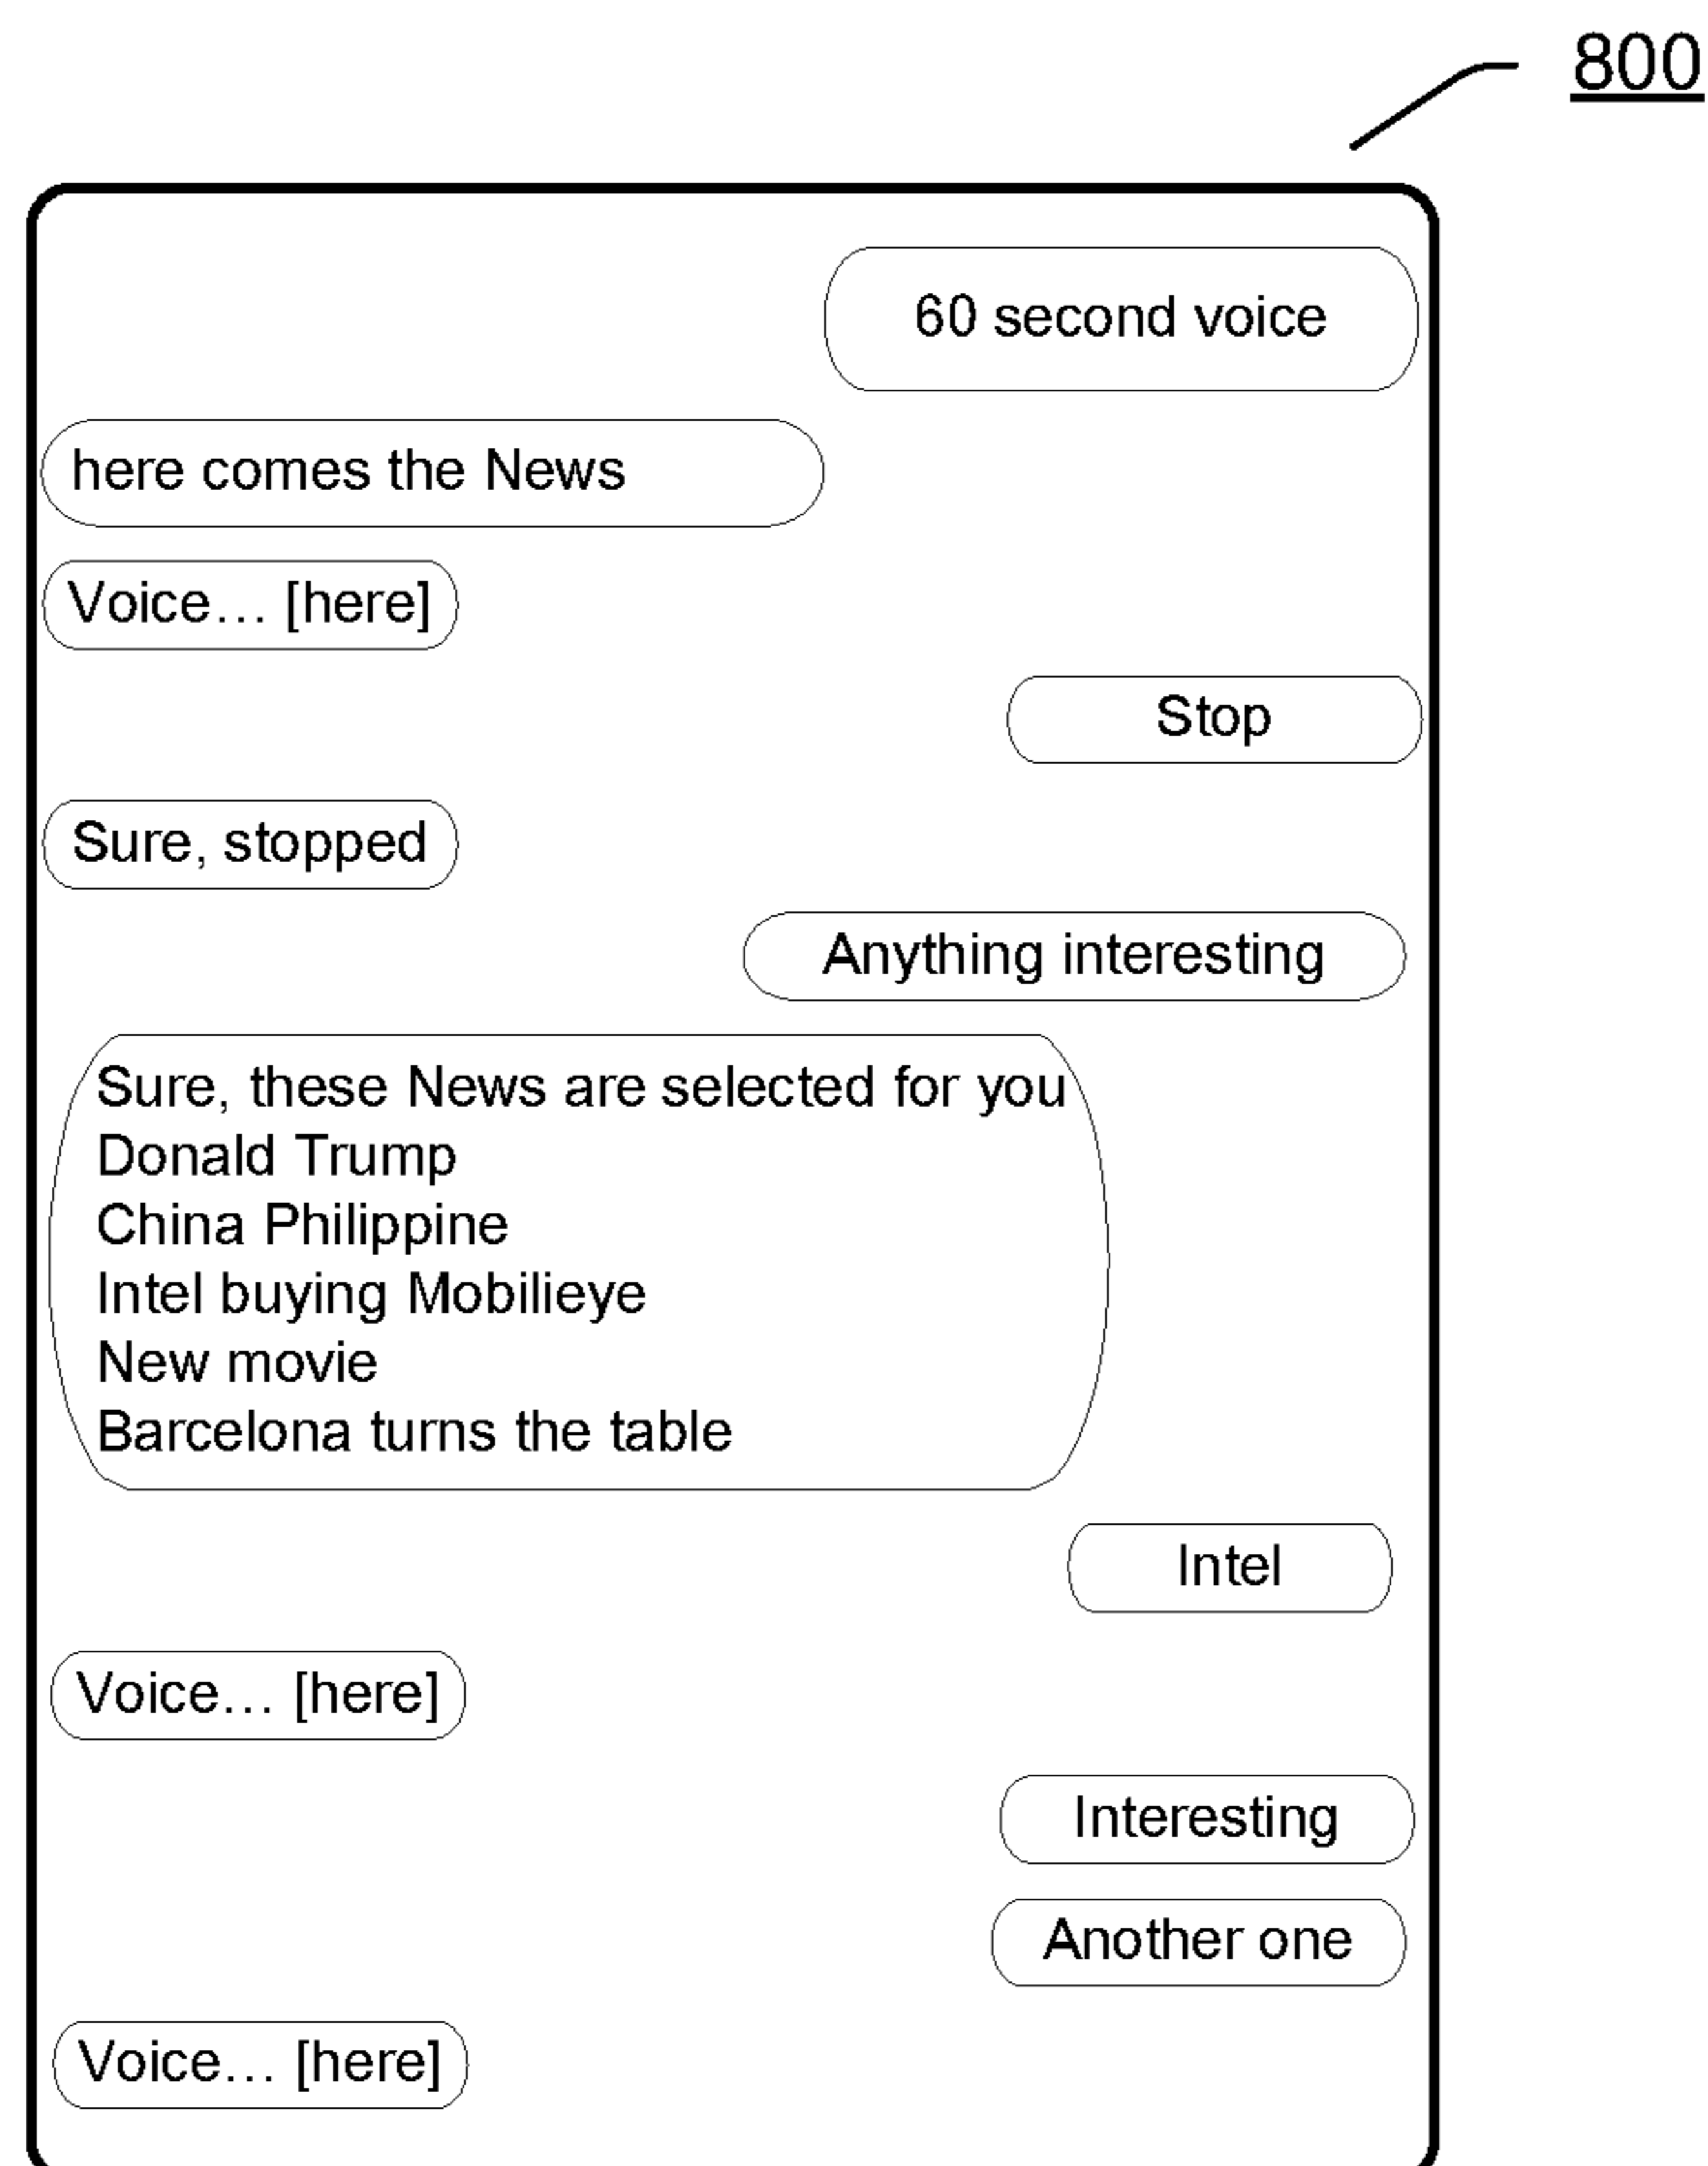 800
60 second voice
here comes the News
Voice… [here]
Stop
Sure, stopped
Anything interesting
Sure, these News are selected for you
Donald Trump
China Philippine
Intel buying Mobilieye
New movie
Barcelona turns the table
Intel
Voice… [here]
Interesting
Another one
Voice… [here]